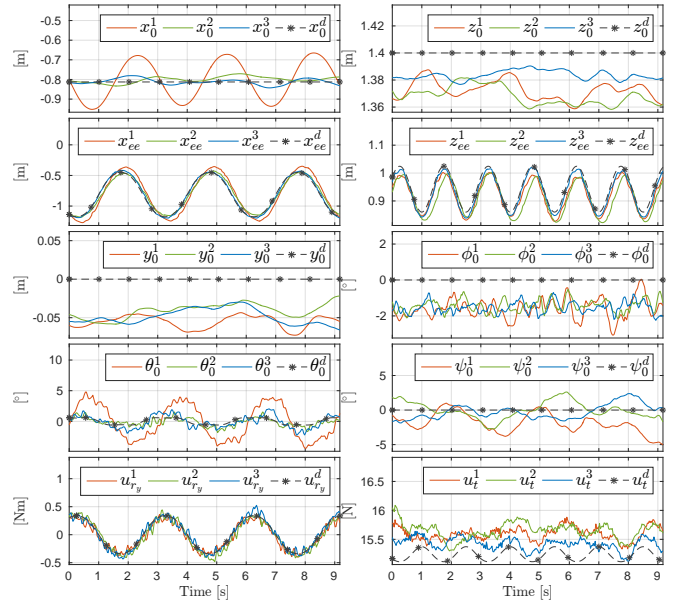 x_0^1 x_0^2 x_0^3 x_0^d
-0.5
-0.6
-0.7
-0.8
-0.9
[m]
z_0^1 z_0^2 z_0^3 z_0^d
1.42
1.4
1.38
1.36
[m]
x_{ee}^1 x_{ee}^2 x_{ee}^3 x_{ee}^d
0
-0.5
-1
[m]
z_{ee}^1 z_{ee}^2 z_{ee}^3 z_{ee}^d
1.1
1
0.9
[m]
y_0^1 y_0^2 y_0^3 y_0^d
0.05
0
-0.05
[m]
ϕ_0^1 ϕ_0^2 ϕ_0^3 ϕ_0^d
2
0
-2
[°]
θ_0^1 θ_0^2 θ_0^3 θ_0^d
10
5
0
-5
[°]
ψ_0^1 ψ_0^2 ψ_0^3 ψ_0^d
5
0
-5
[°]
u_{r_y}^1 u_{r_y}^2 u_{r_y}^3 u_{r_y}^d
1
0.5
0
-0.5
[Nm]
0 1 2 3 4 5 6 7 8 9
Time [s]
u_t^1 u_t^2 u_t^3 u_t^d
16.5
16
15.5
[N]
0 1 2 3 4 5 6 7 8 9
Time [s]